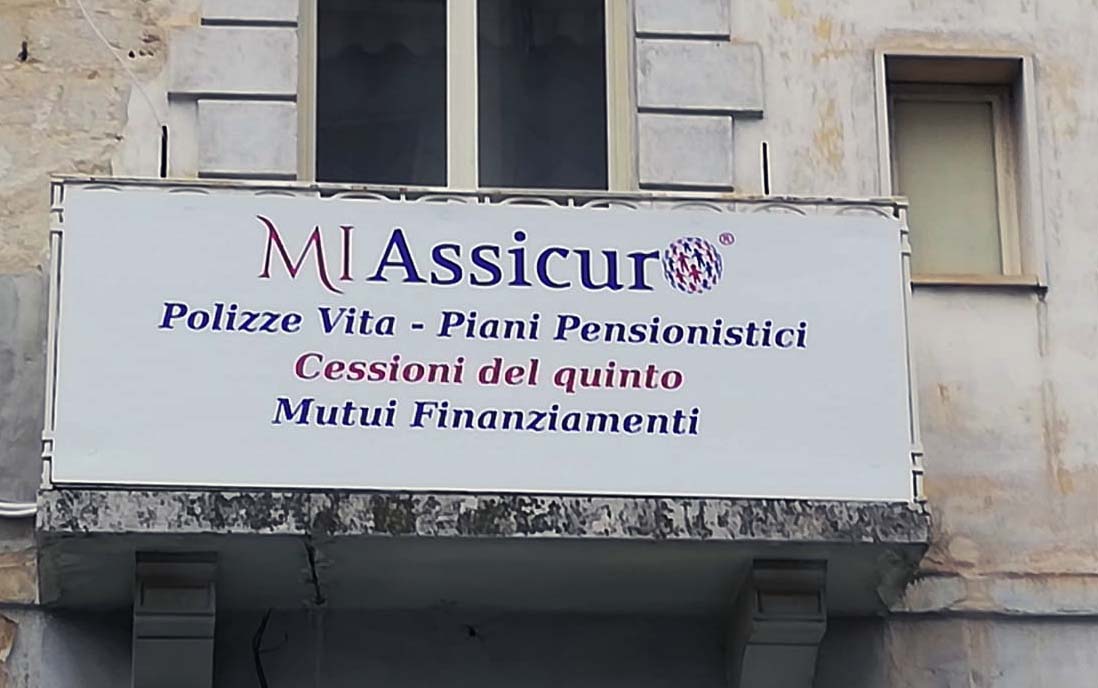 MI Assicuro®
Polizze Vita - Piani Pensionistici
Cessioni del quinto
Mutui Finanziamenti